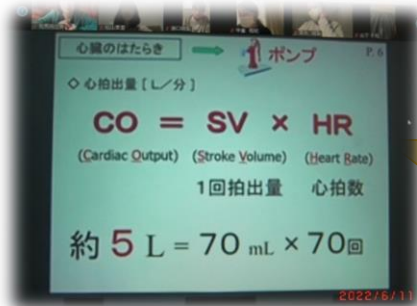 心臓のはたらき ➡ 1 ポンプ P. 6
◇ 心拍出量 [ L／分 ]
CO = SV × HR
(Cardiac Output) (Stroke Volume) (Heart Rate)
1回拍出量 心拍数
約 5 L = 70 mL × 70回
2022/6/11